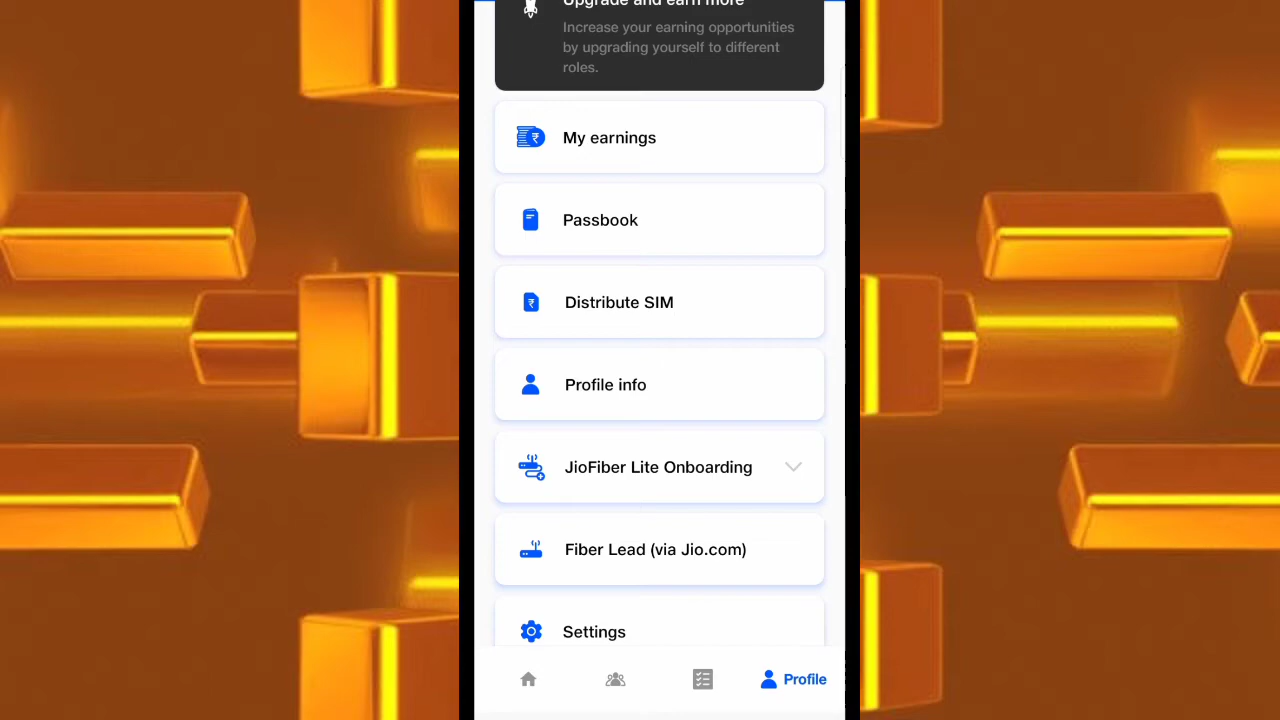 Upgrade and earn more
Increase your earning opportunities
by upgrading yourself to different
roles.
My earnings
Passbook
Distribute SIM
Profile info
JioFiber Lite Onboarding
Fiber Lead (via Jio.com)
Settings
Profile